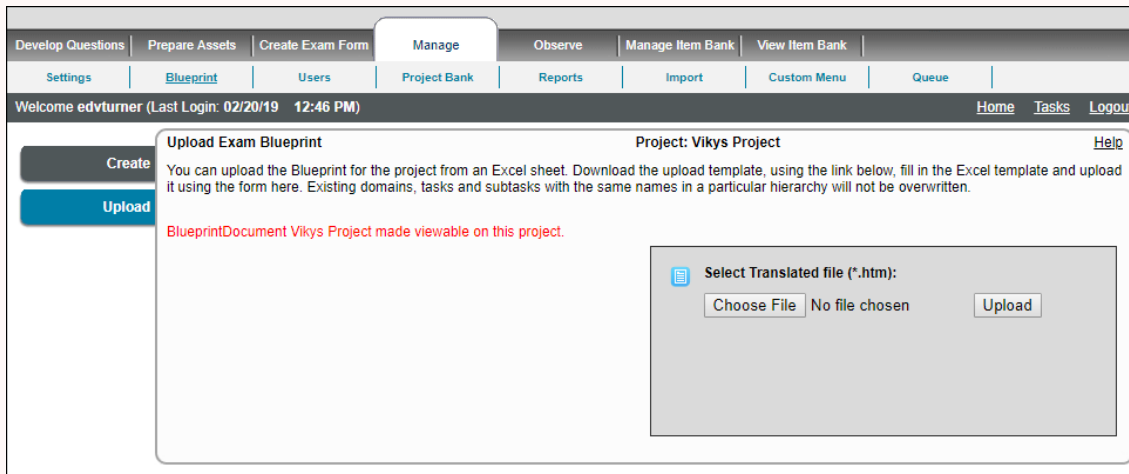 Develop Questions Prepare Assets Create Exam Form Manage Observe Manage Item Bank View Item Bank
Settings Blueprint Users Project Bank Reports Import Custom Menu Queue
Welcome edvturner (Last Login: 02/20/19 12:46 PM) Home Tasks Logou
Create
Upload
Upload Exam Blueprint Project: Vikys Project Help
You can upload the Blueprint for the project from an Excel sheet. Download the upload template, using the link below, fill in the Excel template and upload
it using the form here. Existing domains, tasks and subtasks with the same names in a particular hierarchy will not be overwritten.
BlueprintDocument Vikys Project made viewable on this project.
Select Translated file (*.htm):
Choose File No file chosen Upload